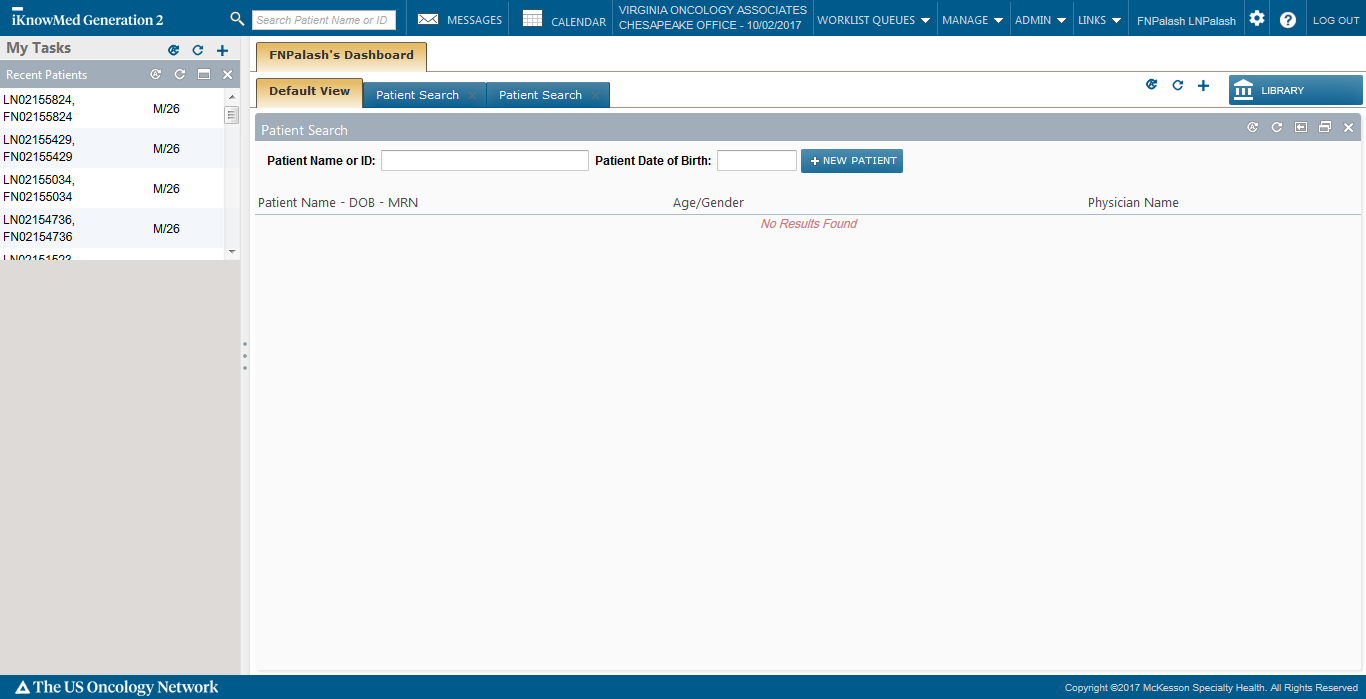 iKnowMed Generation 2
Search Patient Name or ID
MESSAGES
CALENDAR
VIRGINIA ONCOLOGY ASSOCIATES
CHESAPEAKE OFFICE - 10/02/2017
WORKLIST QUEUES
MANAGE
ADMIN
LINKS
FNPalash LNPalash
LOG OUT
My Tasks
Recent Patients
LN02155824,
FN02155824
M/26
LN02155429,
FN02155429
M/26
LN02155034,
FN02155034
M/26
LN02154736,
FN02154736
M/26
LN02151523
FNPalash's Dashboard
Default View
Patient Search
Patient Search
LIBRARY
Patient Search
Patient Name or ID:
Patient Date of Birth:
+ NEW PATIENT
Patient Name - DOB - MRN
Age/Gender
Physician Name
No Results Found
The US Oncology Network
Copyright ©2017 McKesson Specialty Health. All Rights Reserved